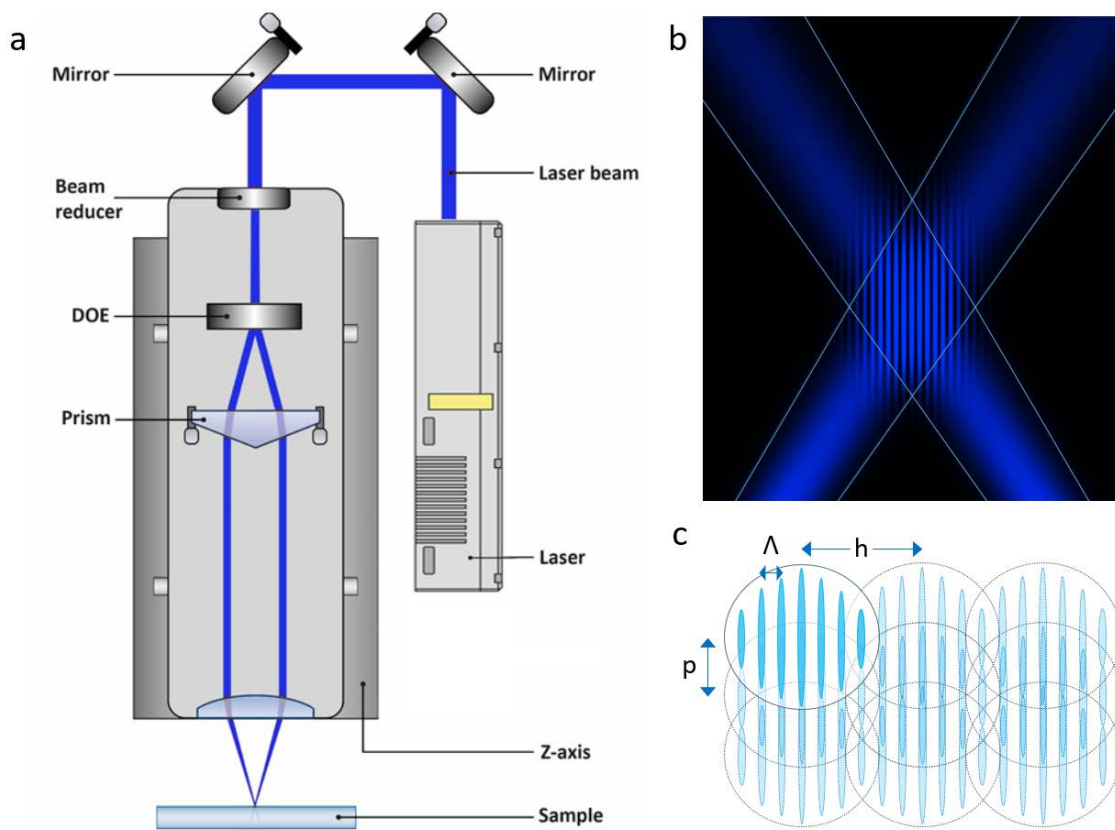 a
b
Mirror
Mirror
Laser beam
Beam
reducer
DOE
Prism
Laser
Z-axis
Sample
c
Λ
h
p